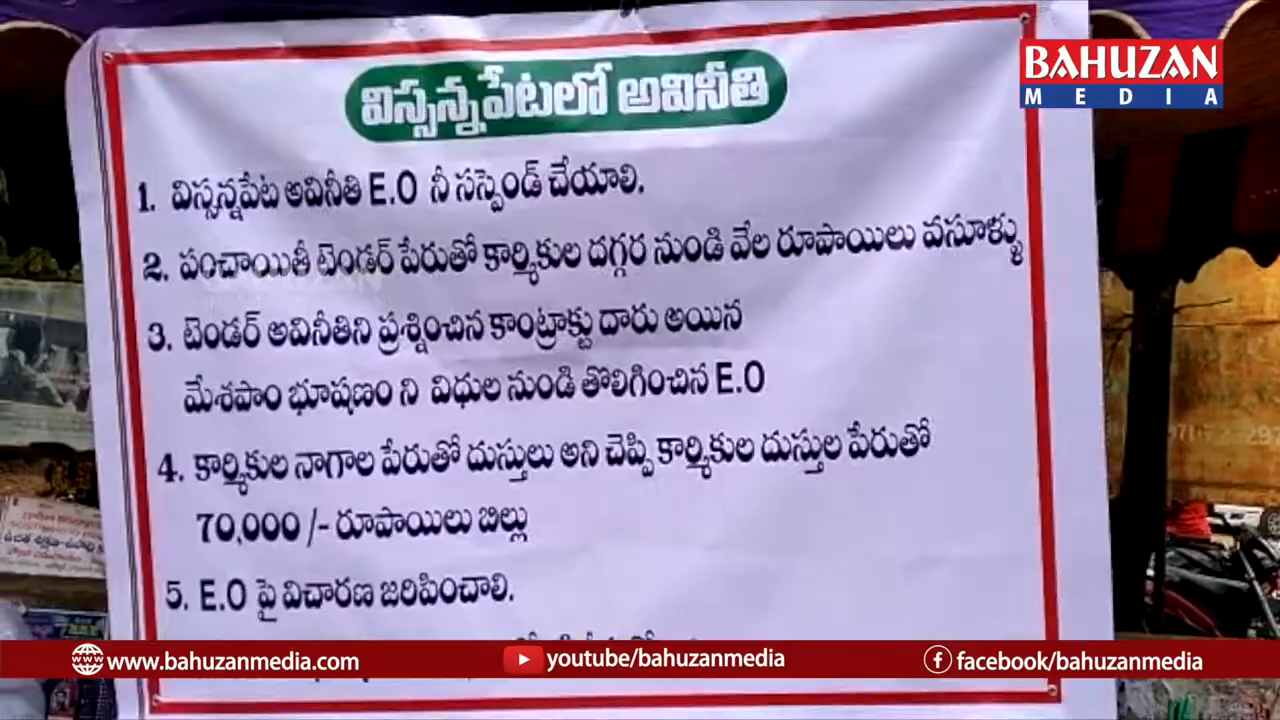 BAHUZAN
MEDIA
విస్సన్నపేటలో అవినీతి
1. విస్సన్నపేట అవినీతి E.O నీ సస్పెండ్ చేయాలి.
2. పంచాయితీ టెండర్ పేరుతో కార్మికుల దగ్గర నుండి వేల రూపాయిలు వసూళ్ళు
3. టెండర్ అవినీతిని ప్రశ్నించిన కాంట్రాక్టు దారు అయిన
మేశపాం భూషణం ని విధుల నుండి తొలిగించిన E.O
4. కార్మికుల నాగాల పేరుతో దుస్తులు అని చెప్పి కార్మికుల దుస్తుల పేరుతో
70,000 /- రూపాయిలు బిల్లు
5. E.O పై విచారణ జరిపించాలి.
www.bahuzanmedia.com
youtube/bahuzanmedia
facebook/bahuzanmedia